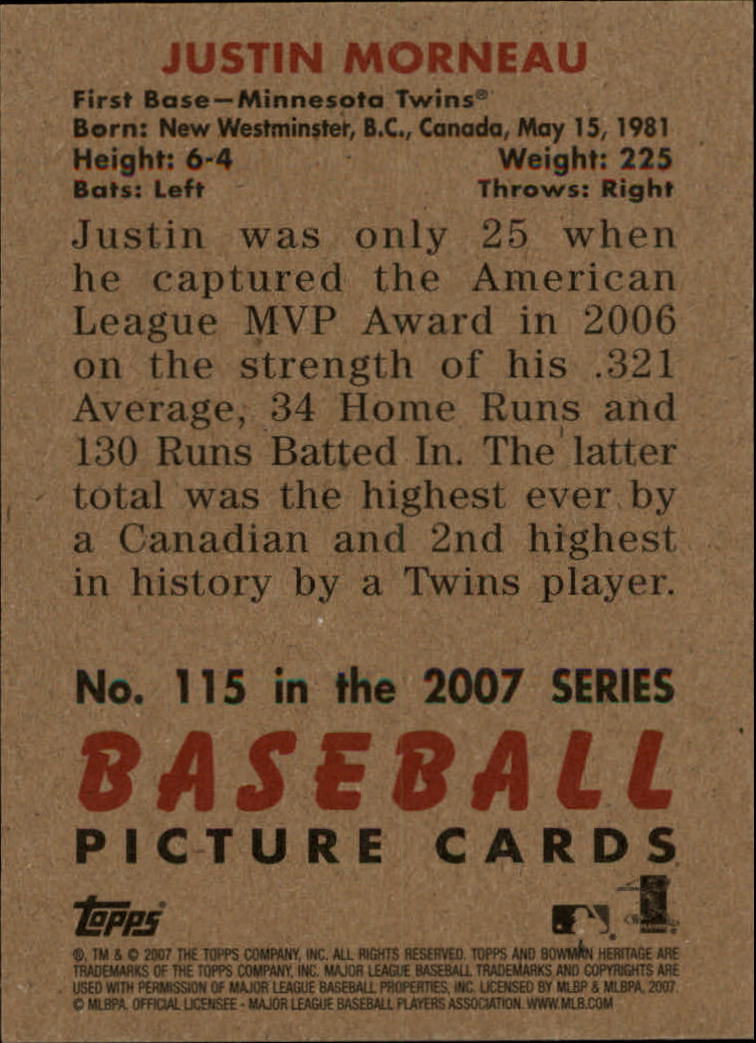 JUSTIN MORNEAU
First Base—Minnesota Twins®
Born: New Westminster, B.C., Canada, May 15, 1981
Height: 6-4 Weight: 225
Bats: Left Throws: Right
Justin was only 25 when
he captured the American
League MVP Award in 2006
on the strength of his .321
Average, 34 Home Runs and
130 Runs Batted In. The latter
total was the highest ever by
a Canadian and 2nd highest
in history by a Twins player.
No. 115 in the 2007 SERIES
BASEBALL
PICTURE CARDS
Topps
®, TM & © 2007 THE TOPPS COMPANY, INC. ALL RIGHTS RESERVED. TOPPS AND BOWMAN HERITAGE ARE
TRADEMARKS OF THE TOPPS COMPANY, INC. MAJOR LEAGUE BASEBALL TRADEMARKS AND COPYRIGHTS ARE
USED WITH PERMISSION OF MAJOR LEAGUE BASEBALL PROPERTIES, INC. LICENSED BY MLBP & MLBPA, 2007.
© MLBPA. OFFICIAL LICENSEE - MAJOR LEAGUE BASEBALL PLAYERS ASSOCIATION. WWW.MLB.COM